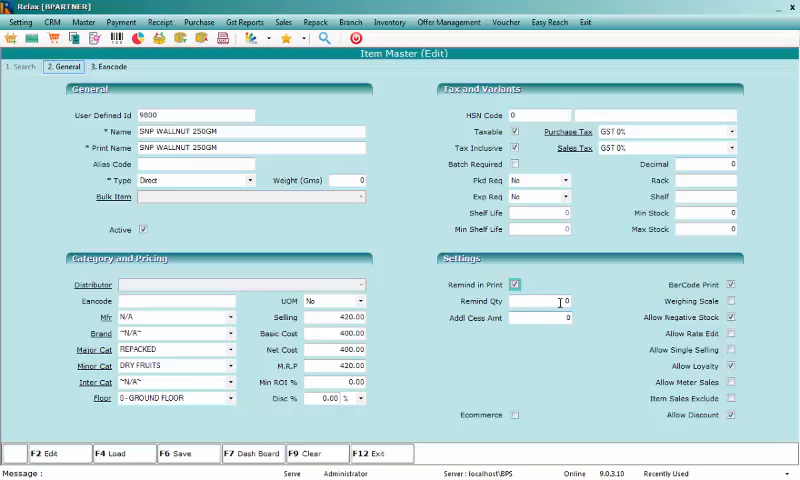 Relax [BPARTNER]
Setting CRM Master Payment Receipt Purchase Gst Reports Sales Repack Branch Inventory Offer Management Voucher Easy Reach Exit
Item Master (Edit)
1. Search 2. General 3. Eancode
General
User Defined Id 9800
* Name SNP WALLNUT 250GM
* Print Name SNP WALLNUT 250GM
Alias Code
* Type Direct Weight (Gms) 0
Bulk Item
Active
Category and Pricing
Distributor
Eancode UOM No
Mfr N/A Selling 420.00
Brand ~N/A~ Basic Cost 400.00
Major Cat REPACKED Net Cost 400.00
Minor Cat DRY FRUITS M.R.P 420.00
Inter Cat ~N/A~ Min ROI % 0.00
Floor 0 - GROUND FLOOR Disc % 0.00 %
Tax and Variants
HSN Code 0
Taxable Purchase Tax GST 0%
Tax Inclusive Sales Tax GST 0%
Batch Required Decimal 0
Pkd Req No Rack
Exp Req No Shelf
Shelf Life 0 Min Stock 0
Min Shelf Life 0 Max Stock 0
Settings
Remind in Print BarCode Print
Remind Qty 0 Weighing Scale
Addl Cess Amt 0 Allow Negative Stock
Allow Rate Edit
Allow Single Selling
Allow Loyalty
Allow Meter Sales
Item Sales Exclude
Ecommerce Allow Discount
F2 Edit F4 Load F6 Save F7 Dash Board F9 Clear F12 Exit
Message : Serve Administrator Server : localhost\BPS Online 9.0.3.10 Recently Used